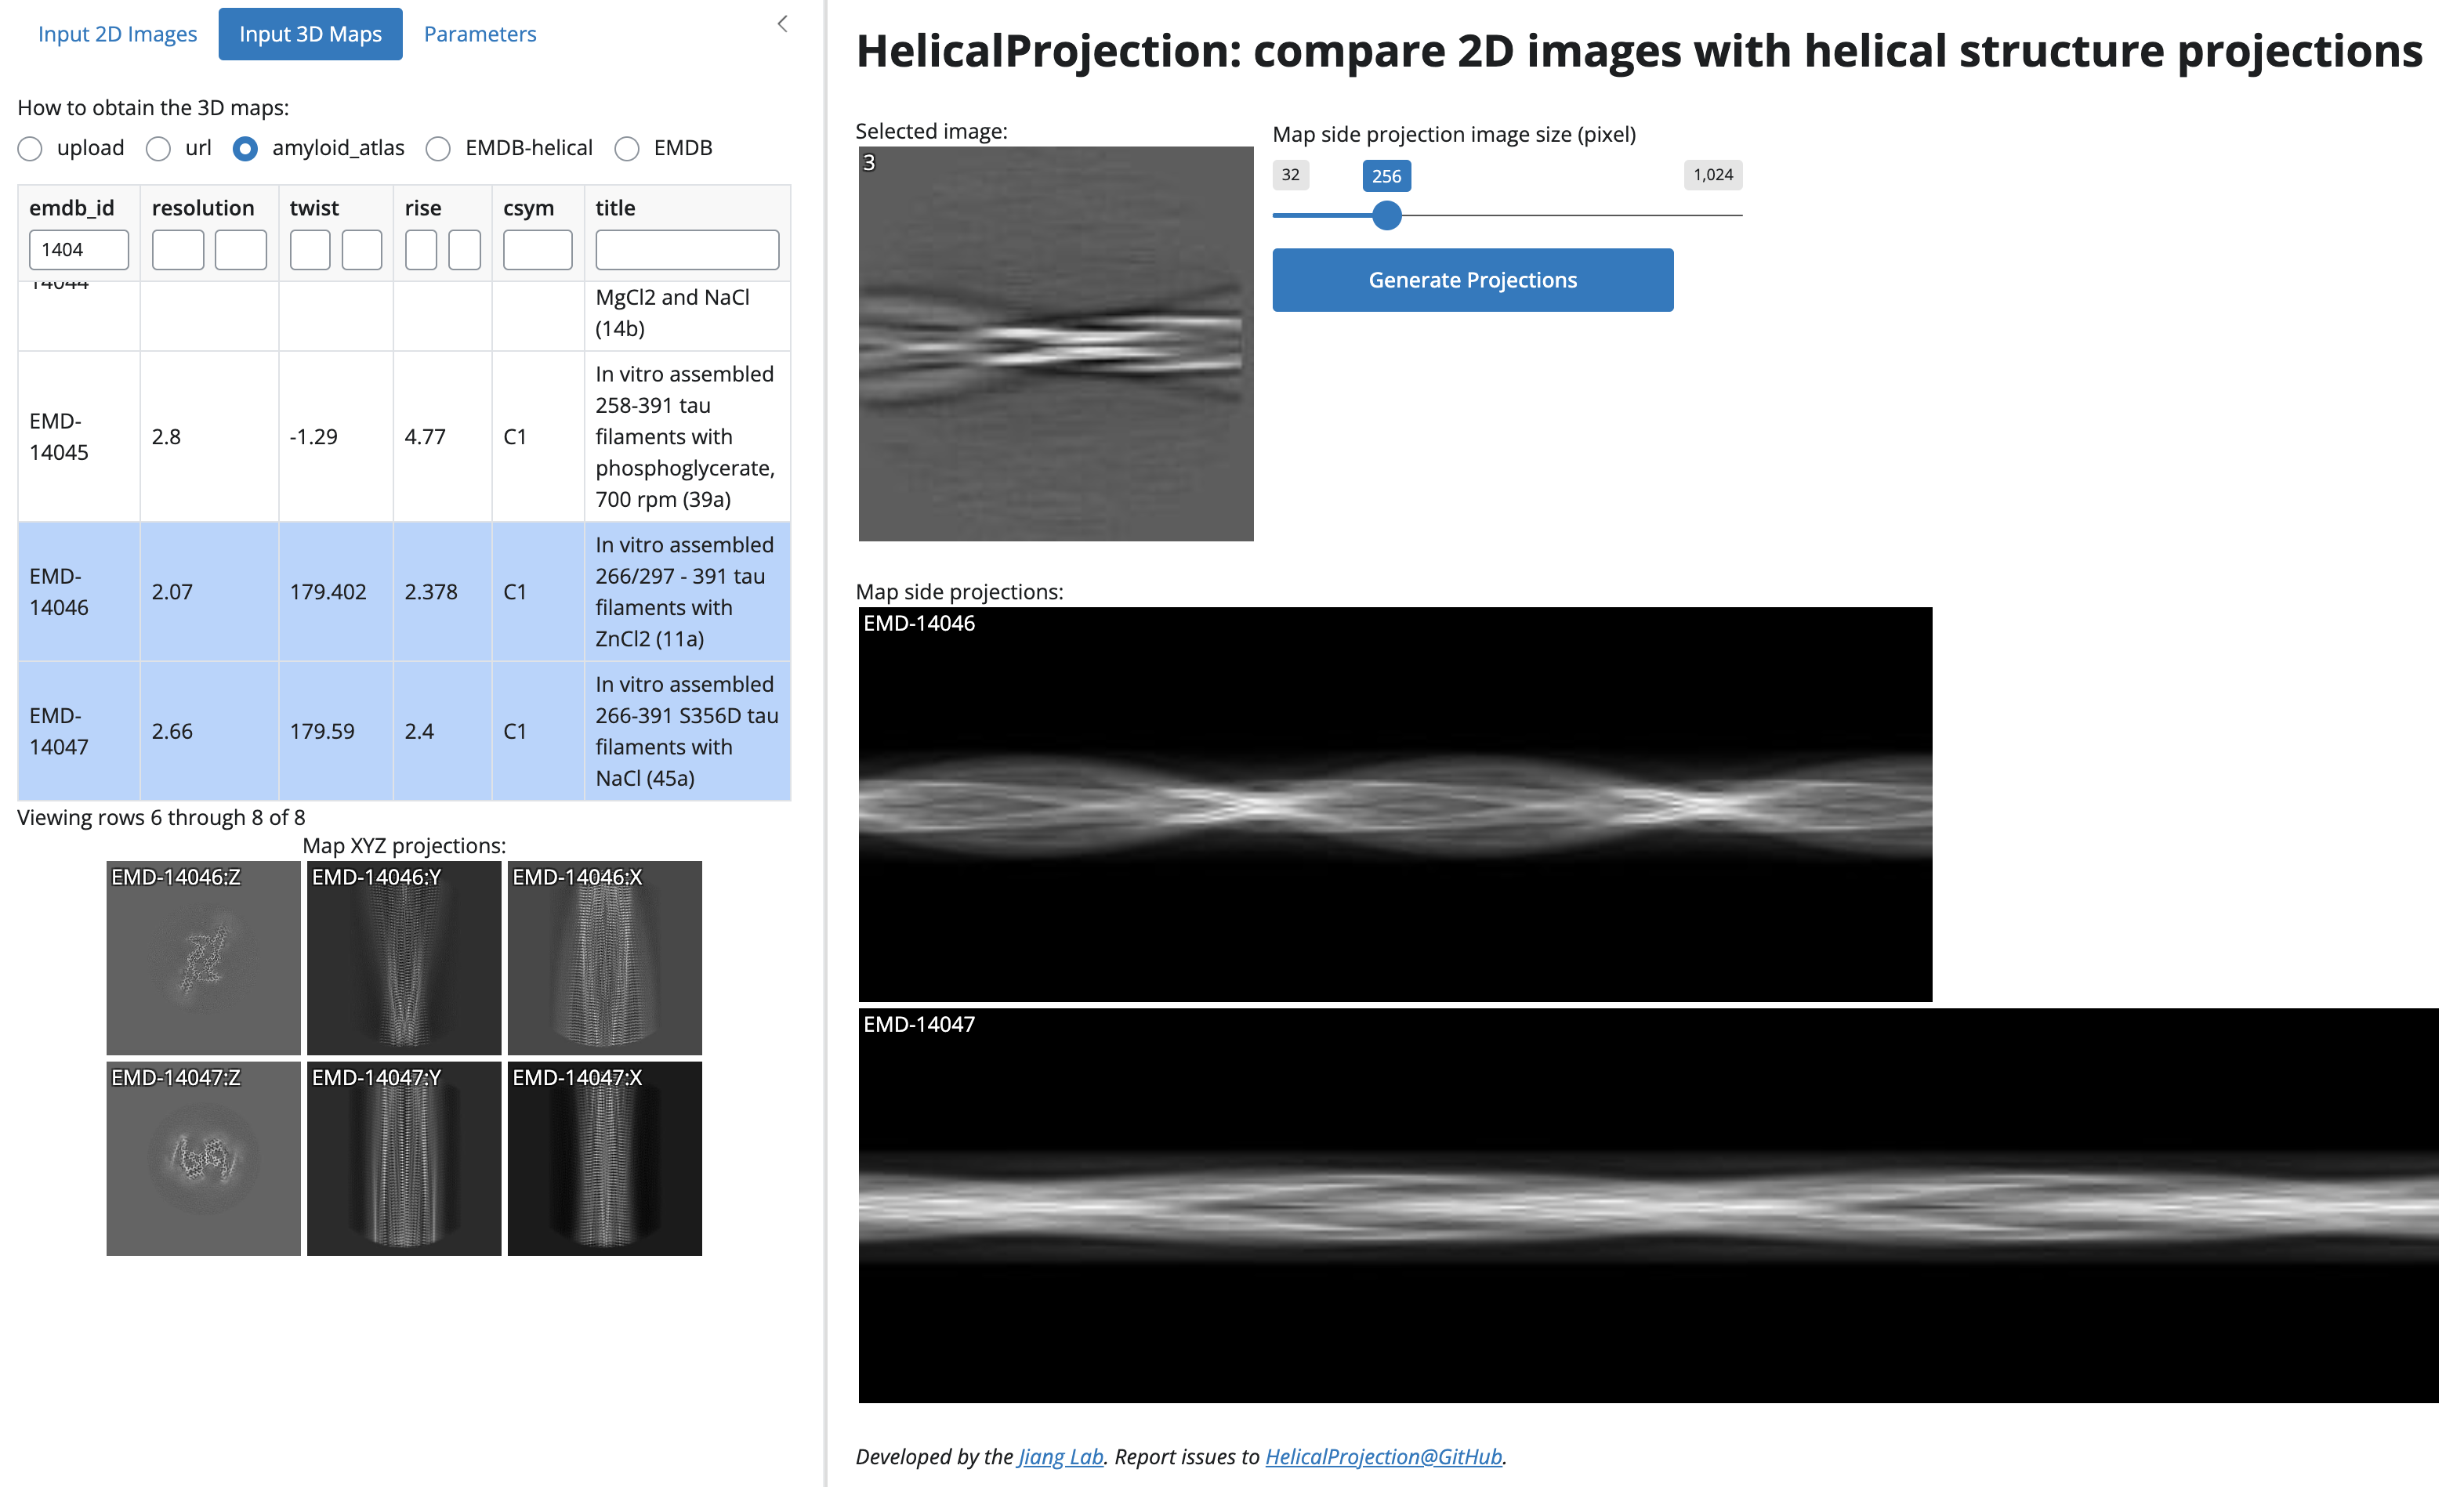 Input 2D Images Input 3D Maps Parameters
How to obtain the 3D maps:
upload url amyloid_atlas EMDB-helical EMDB
emdb_id resolution twist rise csym title
1404
14044
MgCl2 and NaCl
(14b)
EMD-
14045
2.8 -1.29 4.77 C1
In vitro assembled
258-391 tau
filaments with
phosphoglycerate,
700 rpm (39a)
EMD-
14046
2.07 179.402 2.378 C1
In vitro assembled
266/297 - 391 tau
filaments with
ZnCl2 (11a)
EMD-
14047
2.66 179.59 2.4 C1
In vitro assembled
266-391 S356D tau
filaments with
NaCl (45a)
Viewing rows 6 through 8 of 8
Map XYZ projections:
EMD-14046:Z EMD-14046:Y EMD-14046:X
EMD-14047:Z EMD-14047:Y EMD-14047:X
HelicalProjection: compare 2D images with helical structure projections
Selected image:
3
Map side projection image size (pixel)
32 256 1,024
Generate Projections
Map side projections:
EMD-14046
EMD-14047
Developed by the Jiang Lab. Report issues to HelicalProjection@GitHub.